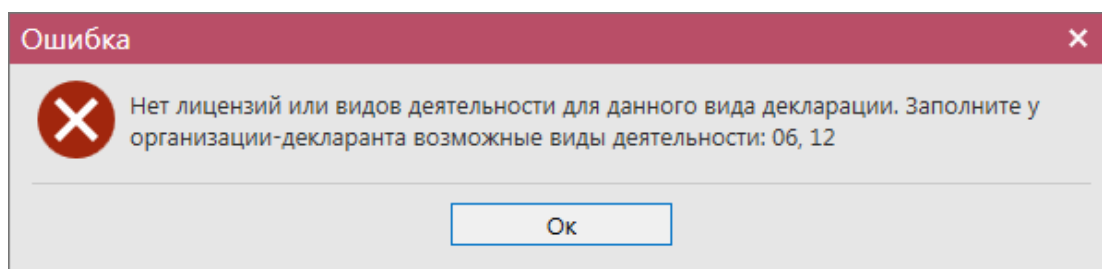 Ошибка
Нет лицензий или видов деятельности для данного вида декларации. Заполните у
организации-декларанта возможные виды деятельности: 06, 12
Ок